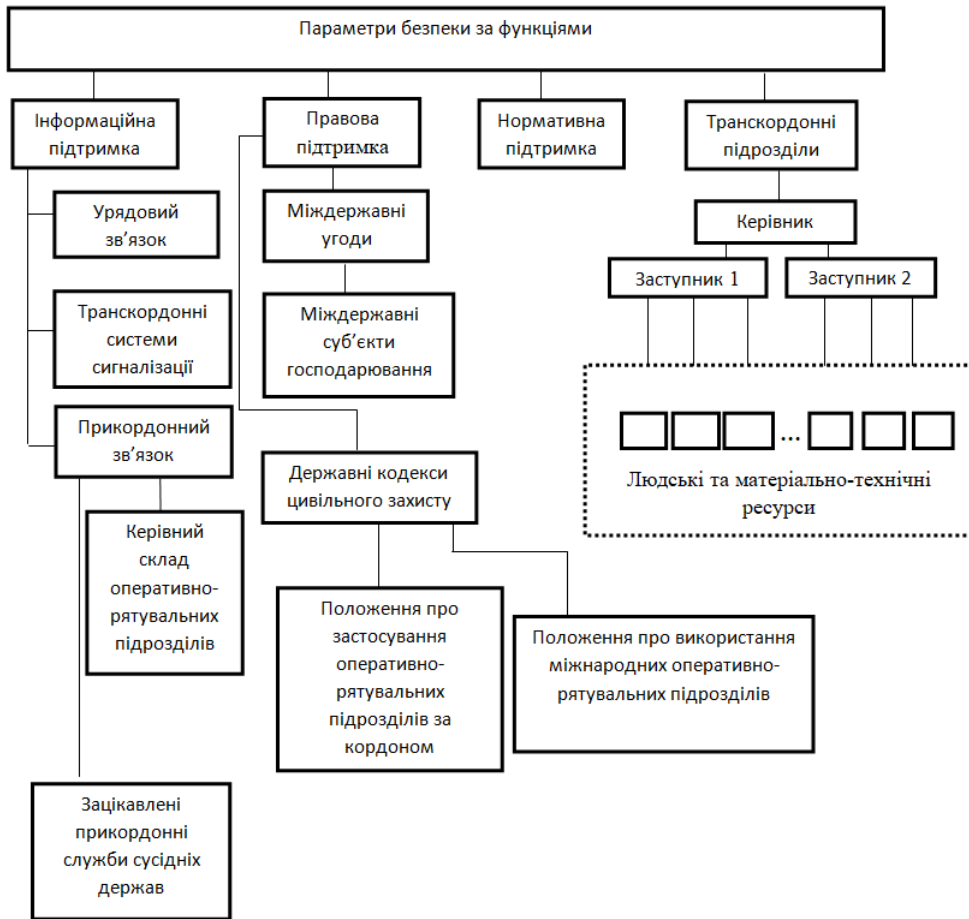 Параметри безпеки за функціями
Інформаційна
підтримка
Правова
підтримка
Нормативна
підтримка
Транскордонні
підрозділи
Урядовий
зв’язок
Міждержавні
угоди
Керівник
Заступник 1
Заступник 2
Транскордонні
системи
сигналізації
Міждержавні
суб’єкти
господарювання
...
Людські та матеріально-технічні
ресурси
Прикордонний
зв’язок
Державні кодекси
цивільного захисту
Керівний
склад
оперативно-
рятувальних
підрозділів
Положення про
застосування
оперативно-
рятувальних
підрозділів за
кордоном
Положення про використання
міжнародних оперативно-
рятувальних підрозділів
Зацікавлені
прикордонні
служби сусідніх
держав